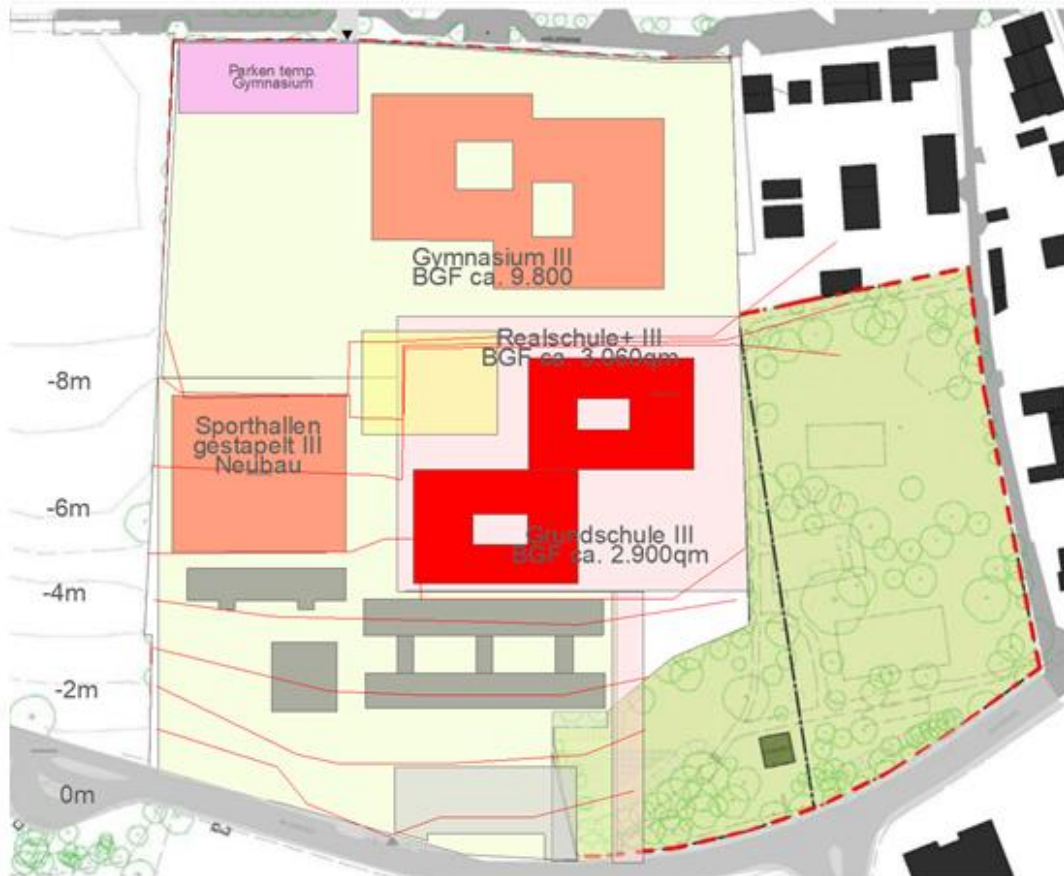 Parken temp.
Gymnasium
Gymnasium III
BGF ca. 9.800
Realschule+ III
BGF ca. 3.060qm
-8m
Sporthallen
gestapelt III
Neubau
-6m
Grundschule III
BGF ca. 2.900qm
-4m
-2m
0m